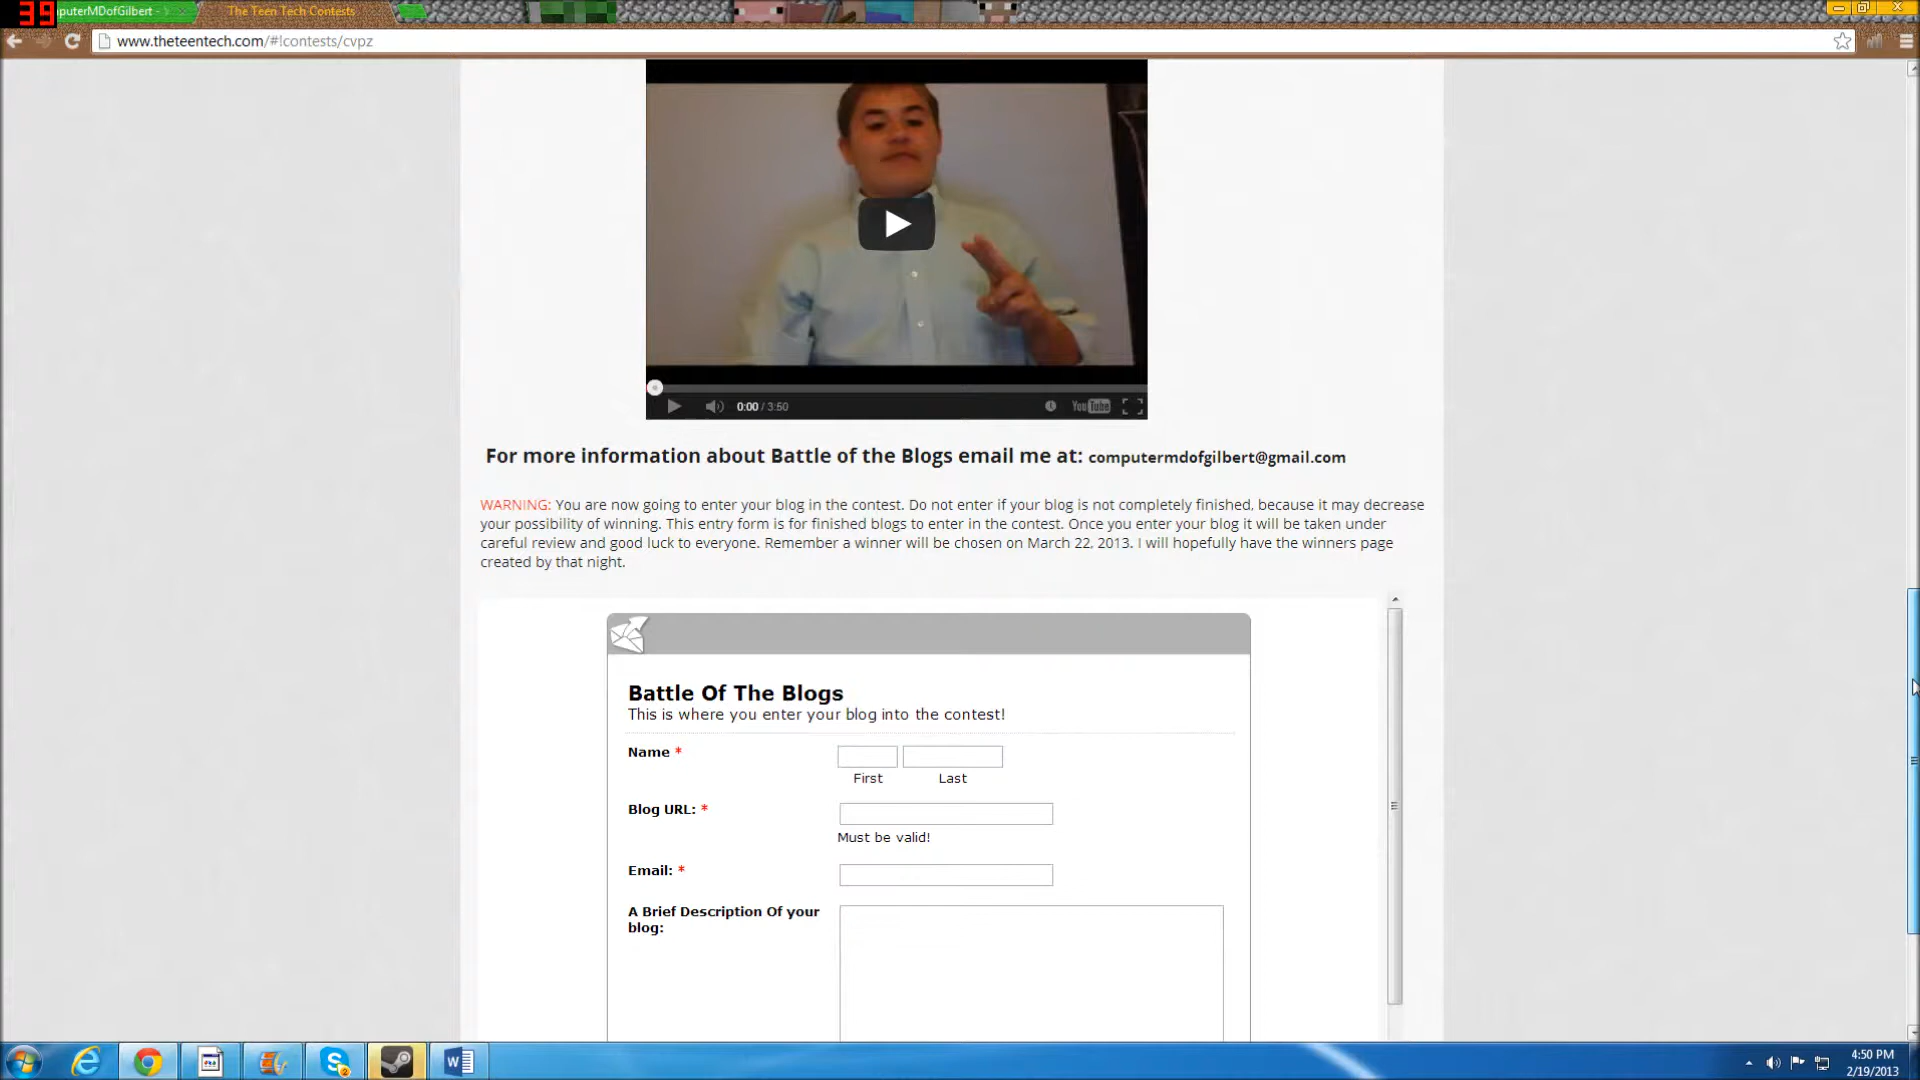 39
puterMDofGilbert -
The Teen Tech Contests
www.theteentech.com/#!contests/cvpz
0:00 / 3:50
YouTube
For more information about Battle of the Blogs email me at: computermdofgilbert@gmail.com
WARNING: You are now going to enter your blog in the contest. Do not enter if your blog is not completely finished, because it may decrease
your possibility of winning. This entry form is for finished blogs to enter in the contest. Once you enter your blog it will be taken under
careful review and good luck to everyone. Remember a winner will be chosen on March 22, 2013. I will hopefully have the winners page
created by that night.
Battle Of The Blogs
This is where you enter your blog into the contest!
Name *
First Last
Blog URL: *
Must be valid!
Email: *
A Brief Description Of your
blog:
2
4:50 PM
2/19/2013